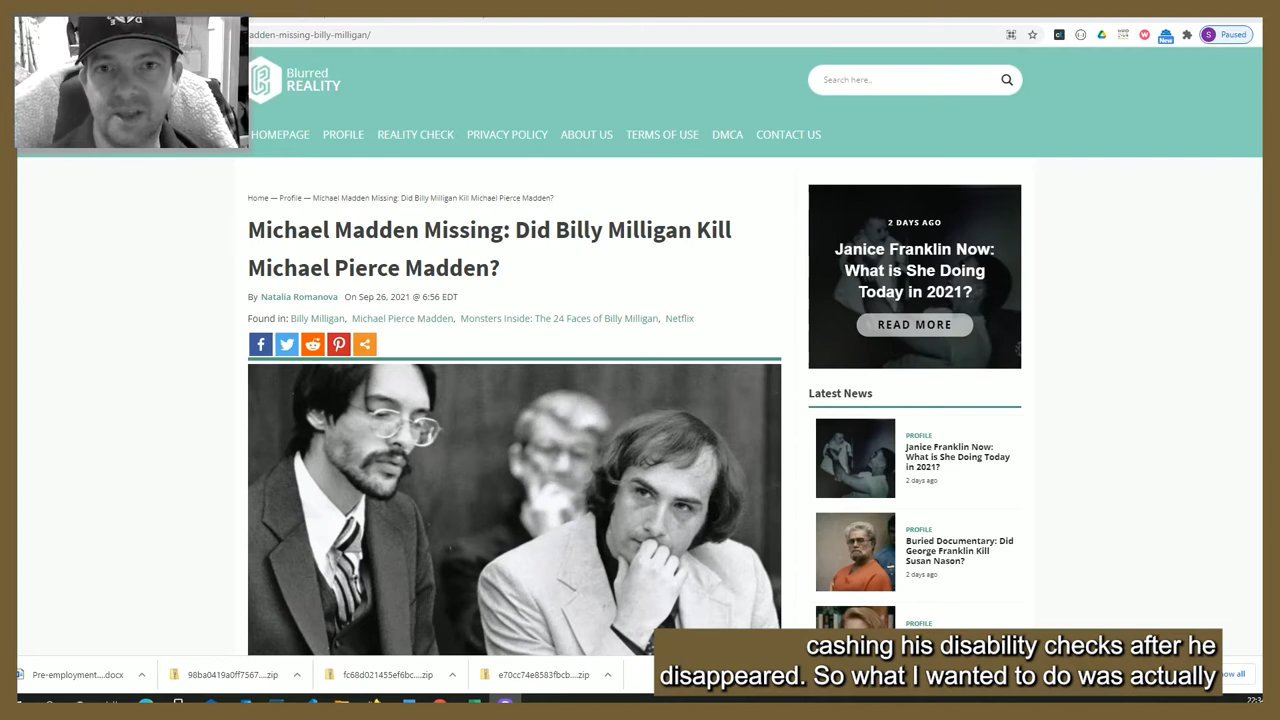 adden-missing-billy-milligan/
New
S Paused
Blurred
REALITY
Search here..
HOMEPAGE PROFILE REALITY CHECK PRIVACY POLICY ABOUT US TERMS OF USE DMCA CONTACT US
Home — Profile — Michael Madden Missing: Did Billy Milligan Kill Michael Pierce Madden?
Michael Madden Missing: Did Billy Milligan Kill
Michael Pierce Madden?
By Natalia Romanova On Sep 26, 2021 @ 6:56 EDT
Found in: Billy Milligan, Michael Pierce Madden, Monsters Inside: The 24 Faces of Billy Milligan, Netflix
2 DAYS AGO
Janice Franklin Now:
What is She Doing
Today in 2021?
READ MORE
Latest News
PROFILE
Janice Franklin Now:
What is She Doing Today
in 2021?
2 days ago
PROFILE
Buried Documentary: Did
George Franklin Kill
Susan Nason?
2 days ago
PROFILE
cashing his disability checks after he
disappeared. So what I wanted to do was actually
Pre-employment....docx
98ba0419a0ff7567....zip
fc68d021455ef6bc....zip
e70cc74e8583fbcb....zip